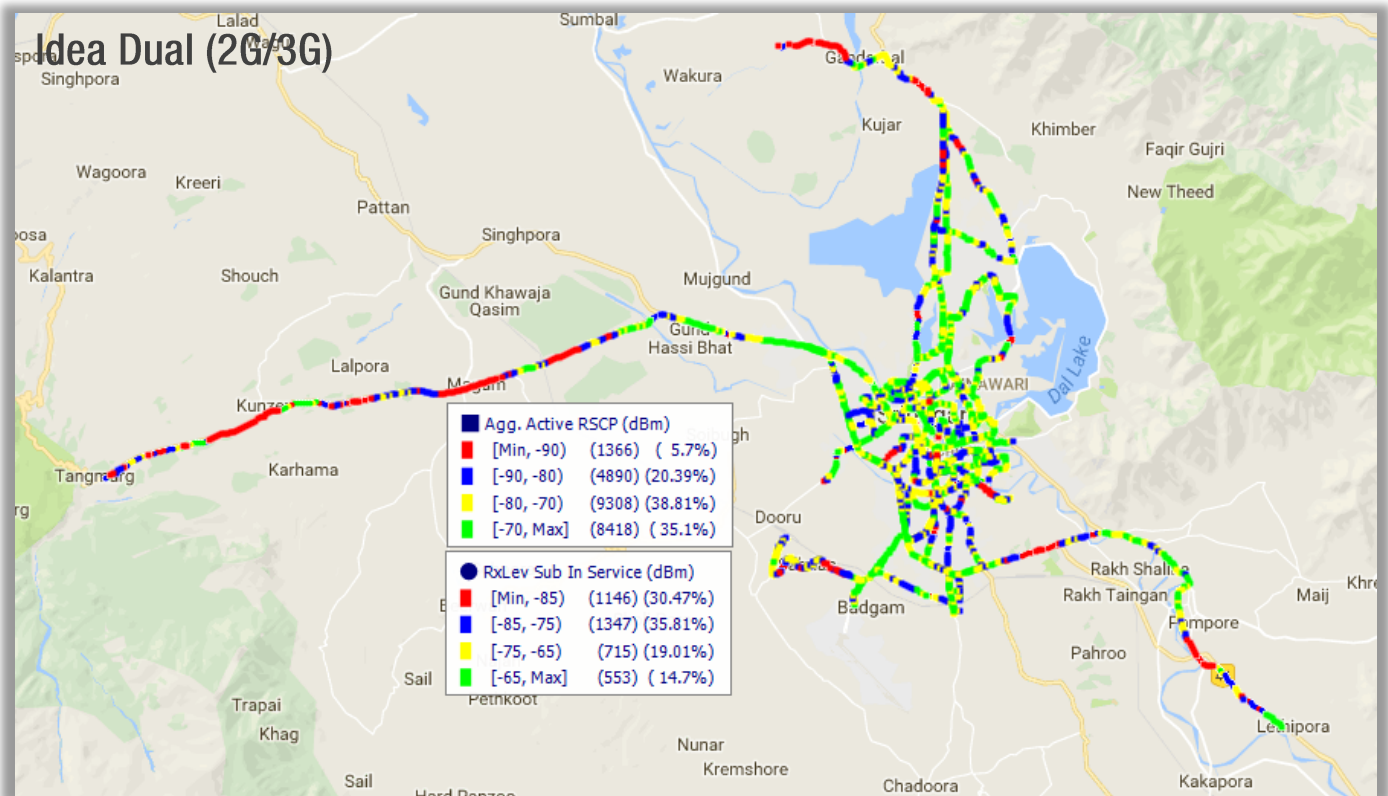 Lalad
Sumbal
Idea Dual (2G/3G)
Singhpora
Wakura
Kujar
Khimber
Faqir Gujri
New Theed
Wagoora
Kreeri
Pattan
Singhpora
Kalantra
Shouch
Mujgund
Gund Khawaja
Qasim
Gund
Hassi Bhat
Lalpora
Magam
Dal Lake
Agg. Active RSCP (dBm)
[Min, -90) (1366) ( 5.7%)
[-90, -80) (4890) (20.39%)
[-80, -70) (9308) (38.81%)
[-70, Max] (8418) ( 35.1%)
Karhama
Tangmarg
rg
Dooru
RxLev Sub In Service (dBm)
[Min, -85) (1146) (30.47%)
[-85, -75) (1347) (35.81%)
[-75, -65) (715) (19.01%)
[-65, Max] (553) ( 14.7%)
Rakh Shalina
Rakh Taingan
Maij
Khre
Badgam
Pampore
Pahroo
Sail
Pethkoot
Trapai
Khag
Lethipora
Nunar
Kremshore
Sail
Chadoora
Kakapora